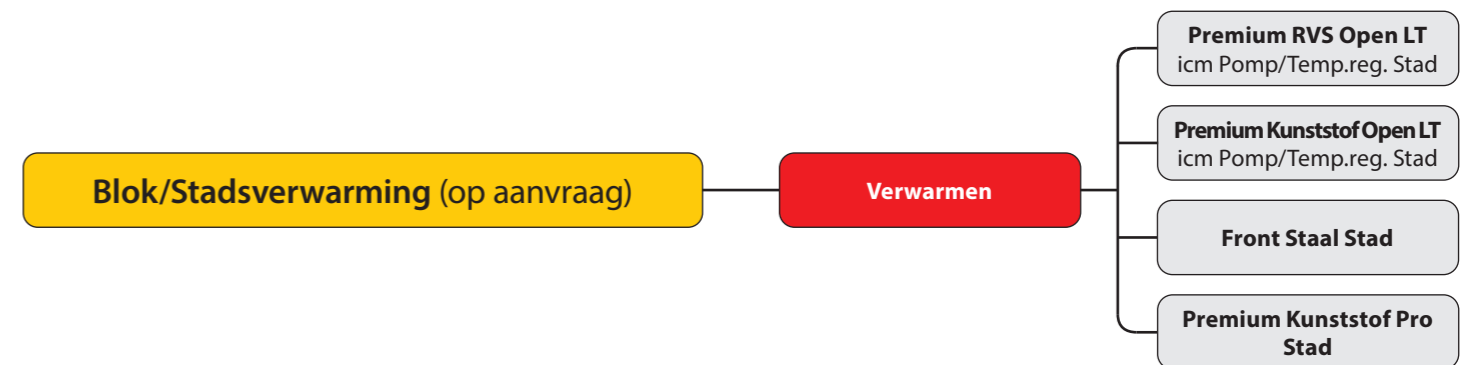 Blok/Stadsverwarming (op aanvraag)
Verwarmen
Premium RVS Open LT
icm Pomp/Temp.reg. Stad
Premium Kunststof Open LT
icm Pomp/Temp.reg. Stad
Front Staal Stad
Premium Kunststof Pro
Stad